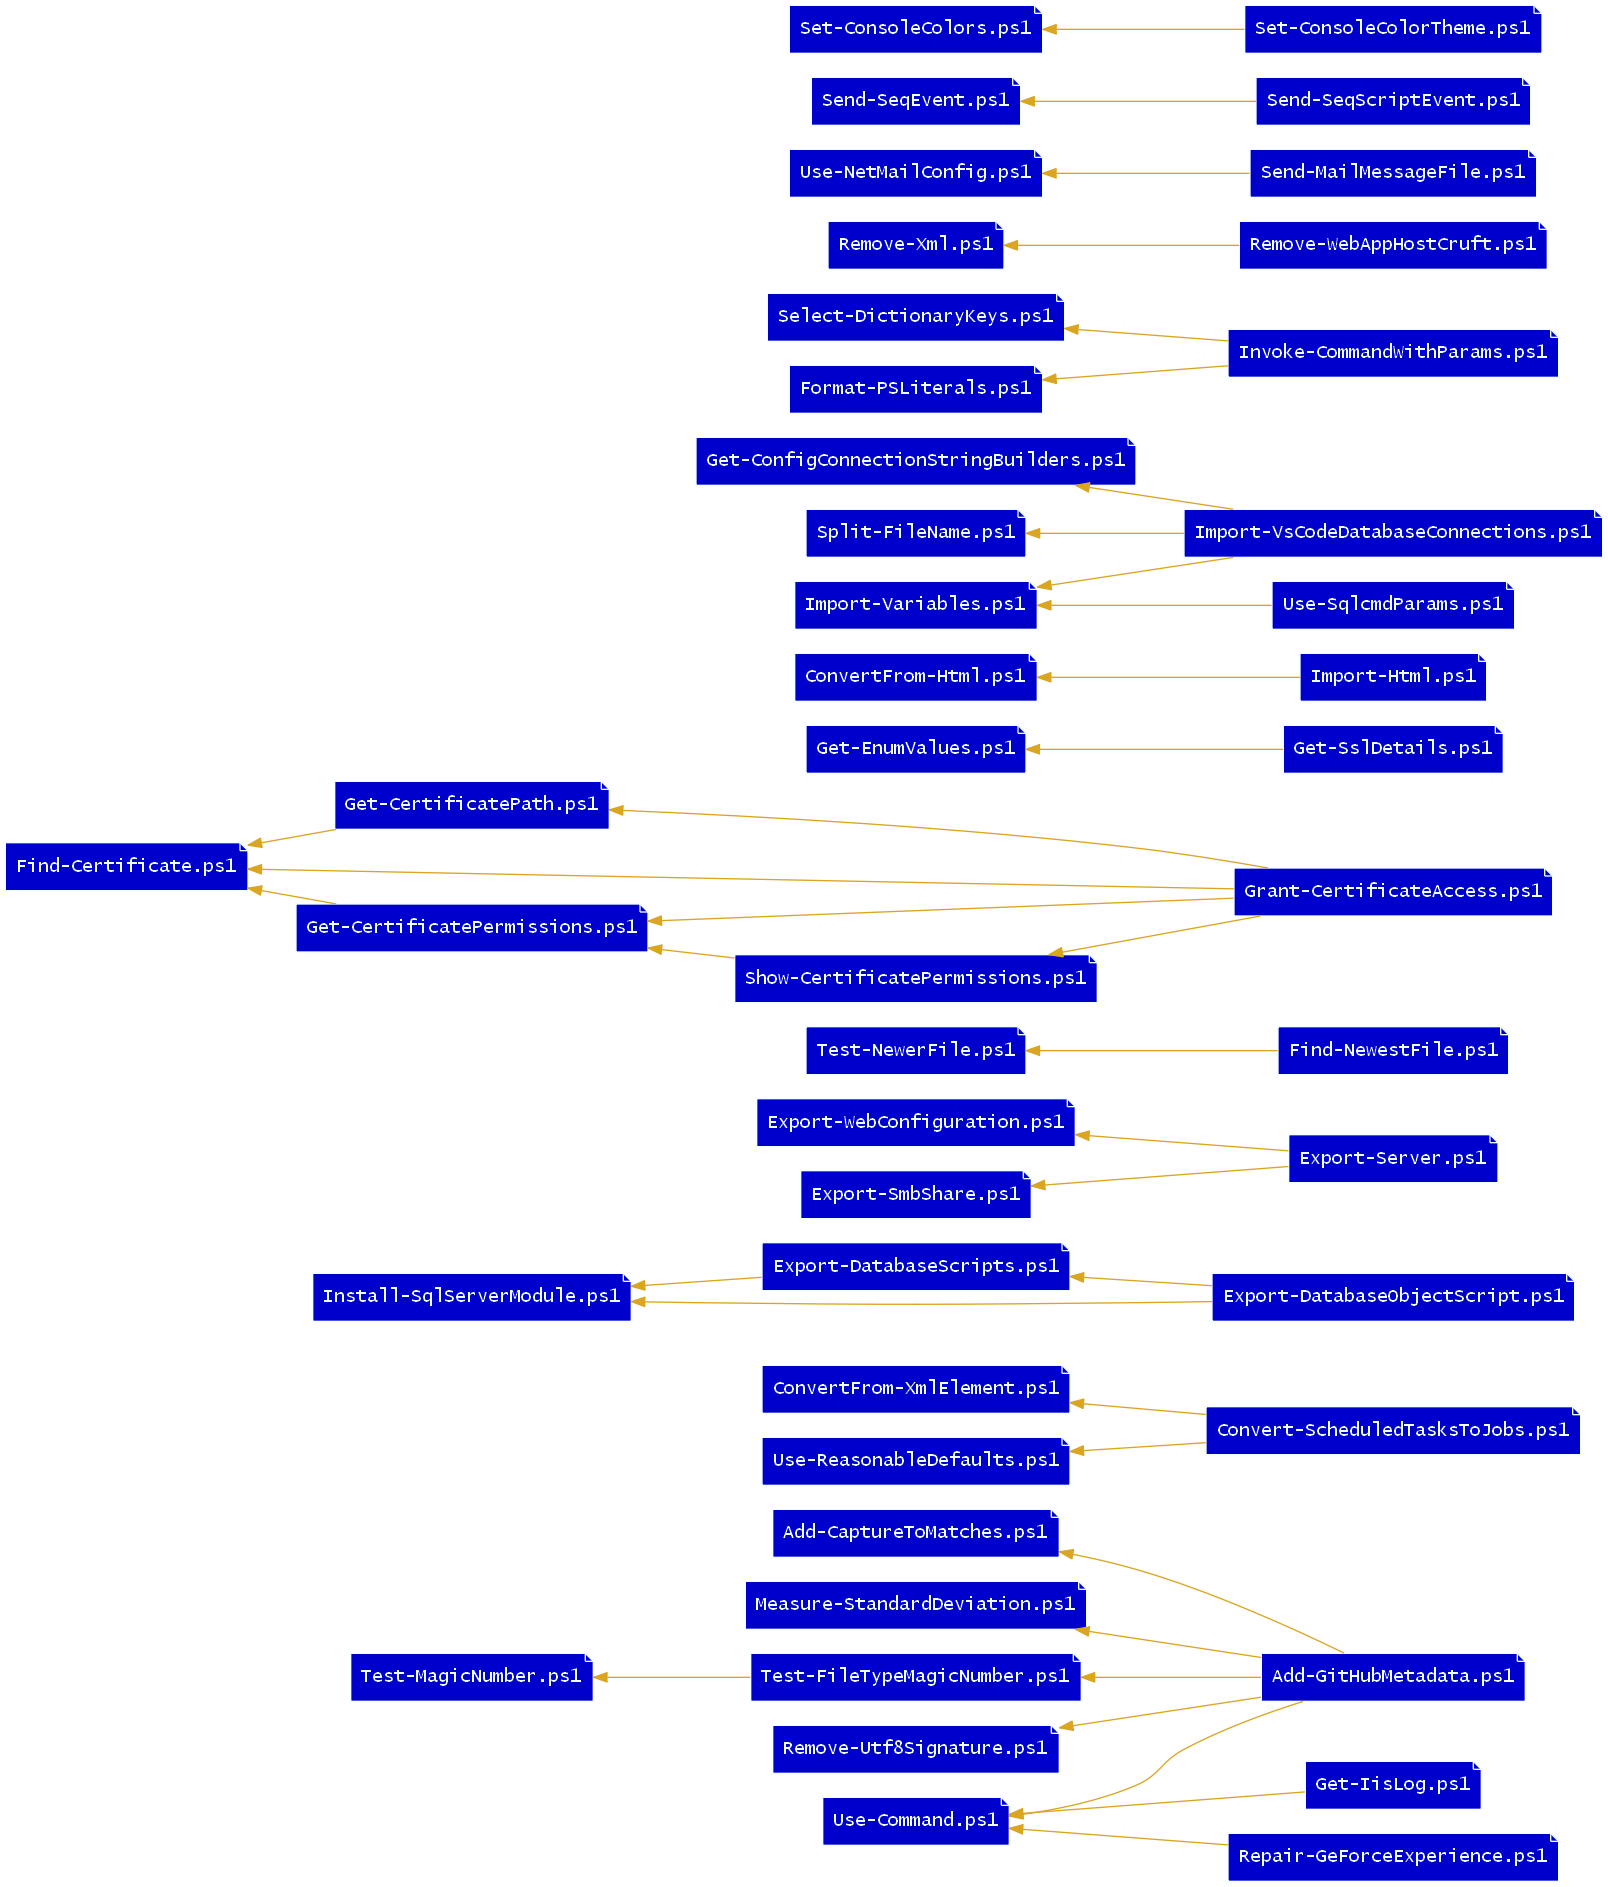 Set-ConsoleColors.ps1
Set-ConsoleColorTheme.ps1
Send-SeqEvent.ps1
Send-SeqScriptEvent.ps1
Use-NetMailConfig.ps1
Send-MailMessageFile.ps1
Remove-Xml.ps1
Remove-WebAppHostCruft.ps1
Select-DictionaryKeys.ps1
Invoke-CommandWithParams.ps1
Format-PSLiterals.ps1
Get-ConfigConnectionStringBuilders.ps1
Split-FileName.ps1
Import-VsCodeDatabaseConnections.ps1
Import-Variables.ps1
Use-SqlcmdParams.ps1
ConvertFrom-Html.ps1
Import-Html.ps1
Get-EnumValues.ps1
Get-SslDetails.ps1
Get-CertificatePath.ps1
Find-Certificate.ps1
Grant-CertificateAccess.ps1
Get-CertificatePermissions.ps1
Show-CertificatePermissions.ps1
Test-NewerFile.ps1
Find-NewestFile.ps1
Export-WebConfiguration.ps1
Export-Server.ps1
Export-SmbShare.ps1
Export-DatabaseScripts.ps1
Install-SqlServerModule.ps1
Export-DatabaseObjectScript.ps1
ConvertFrom-XmlElement.ps1
Convert-ScheduledTasksToJobs.ps1
Use-ReasonableDefaults.ps1
Add-CaptureToMatches.ps1
Measure-StandardDeviation.ps1
Test-MagicNumber.ps1
Test-FileTypeMagicNumber.ps1
Add-GitHubMetadata.ps1
Remove-Utf8Signature.ps1
Get-IisLog.ps1
Use-Command.ps1
Repair-GeForceExperience.ps1